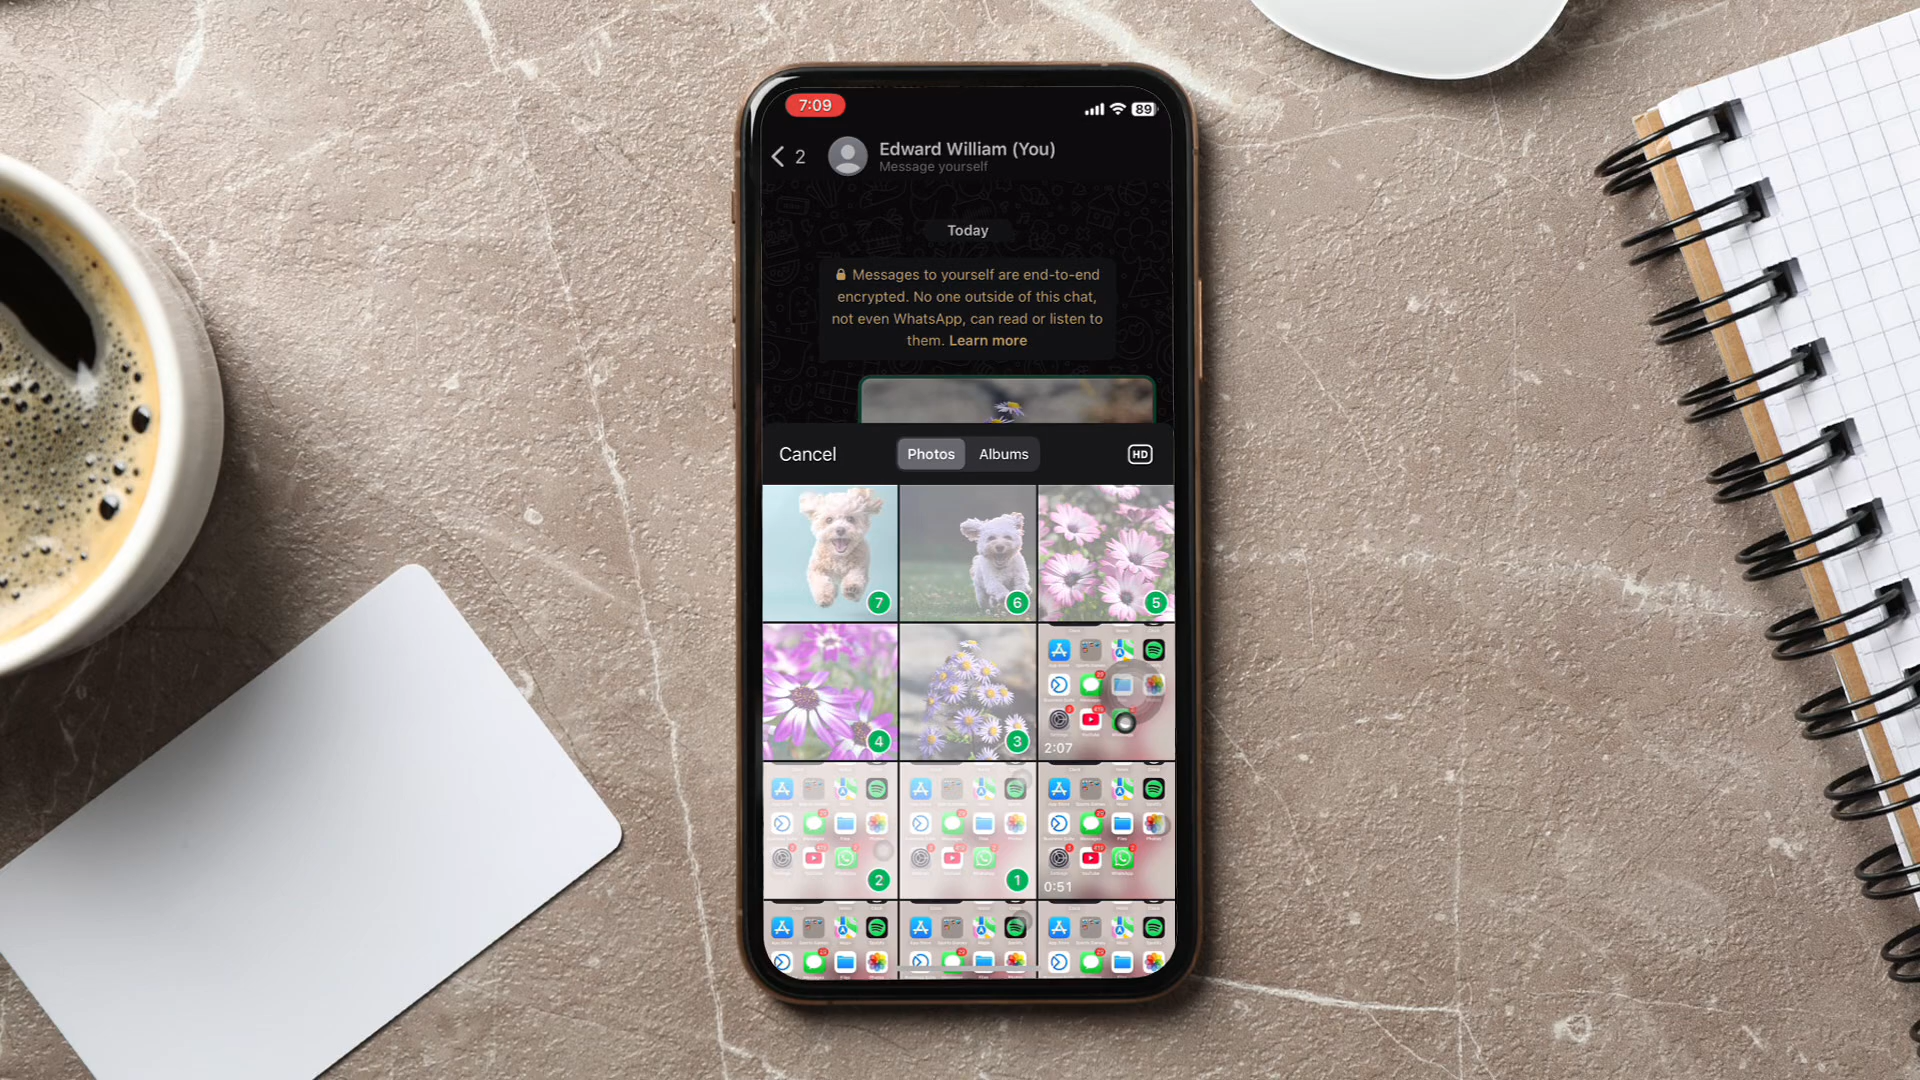 7:09
89
2
Edward William (You)
Message yourself
Today
Messages to yourself are end-to-end
encrypted. No one outside of this chat,
not even WhatsApp, can read or listen to
them. Learn more
Cancel
Photos
Albums
HD
7
6
5
4
3
2:07
2
1
0:51